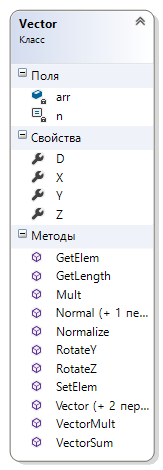 Vector
Класс
Поля
arr
n
Свойства
D
X
Y
Z
Методы
GetElem
GetLength
Mult
Normal (+ 1 пе...
Normalize
RotateY
RotateZ
SetElem
Vector (+ 2 пер...
VectorMult
VectorSum